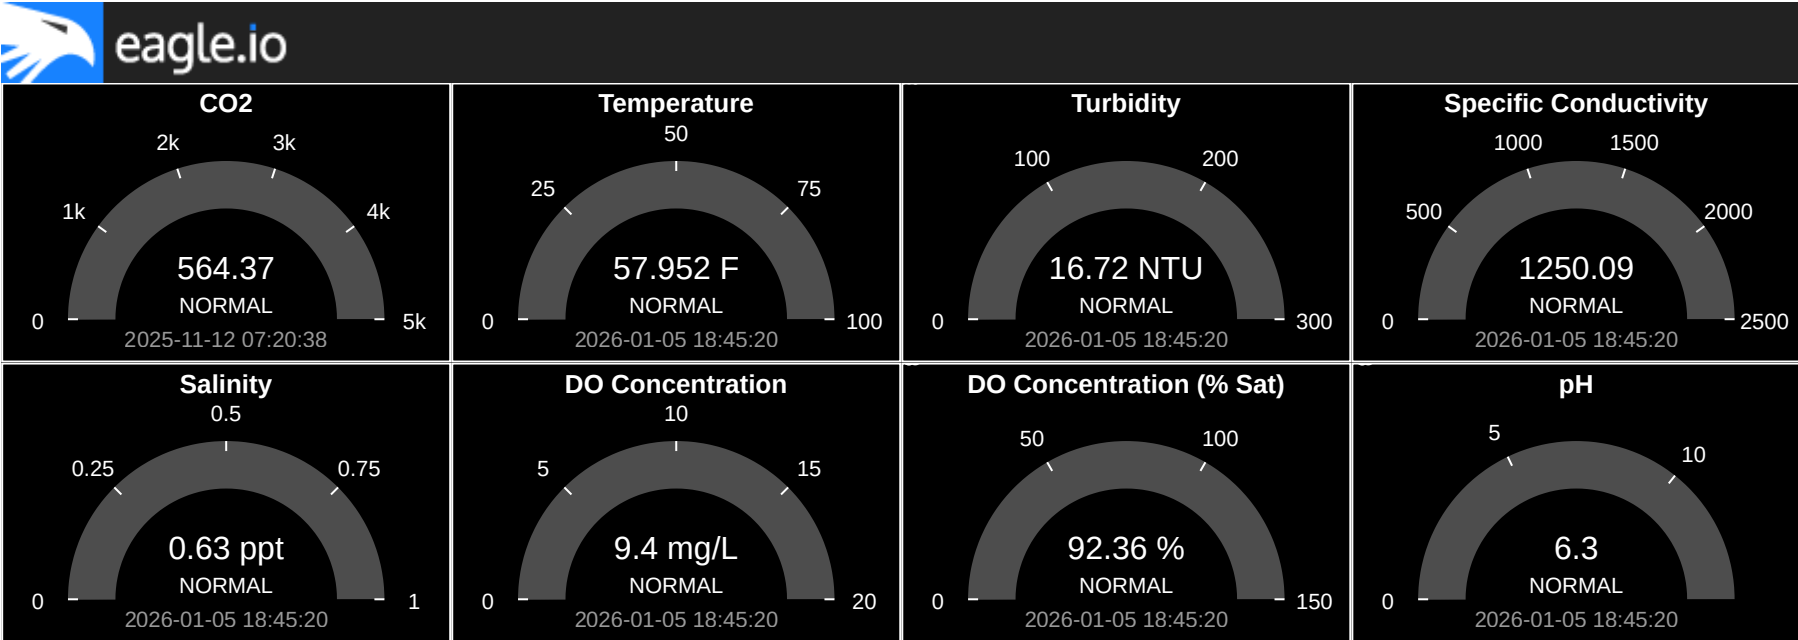 eagle.io
CO2
2k
3k
1k
4k
564.37
NORMAL
0
5k
2025-11-12 07:20:38
Temperature
50
25
75
57.952 F
NORMAL
0
100
2026-01-05 18:45:20
Turbidity
100
200
16.72 NTU
NORMAL
0
300
2026-01-05 18:45:20
Specific Conductivity
1000
1500
500
2000
1250.09
NORMAL
0
2500
2026-01-05 18:45:20
Salinity
0.5
0.25
0.75
0.63 ppt
NORMAL
0
1
2026-01-05 18:45:20
DO Concentration
10
5
15
9.4 mg/L
NORMAL
0
20
2026-01-05 18:45:20
DO Concentration (% Sat)
50
100
92.36 %
NORMAL
0
150
2026-01-05 18:45:20
pH
5
10
6.3
NORMAL
0
2026-01-05 18:45:20